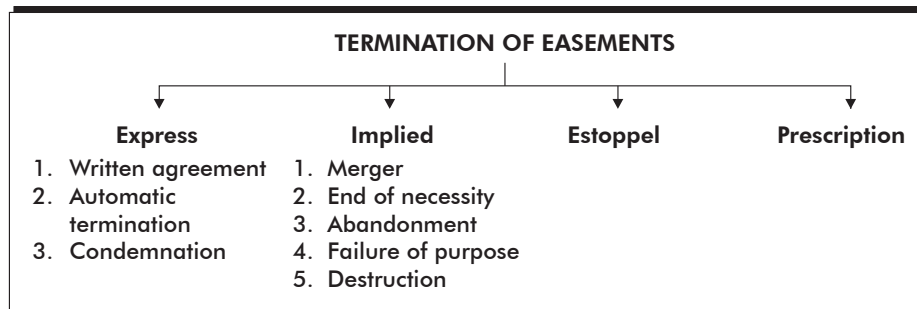 TERMINATION OF EASEMENTS
Express
Implied
Estoppel
Prescription
1. Written agreement
2. Automatic
termination
3. Condemnation
1. Merger
2. End of necessity
3. Abandonment
4. Failure of purpose
5. Destruction